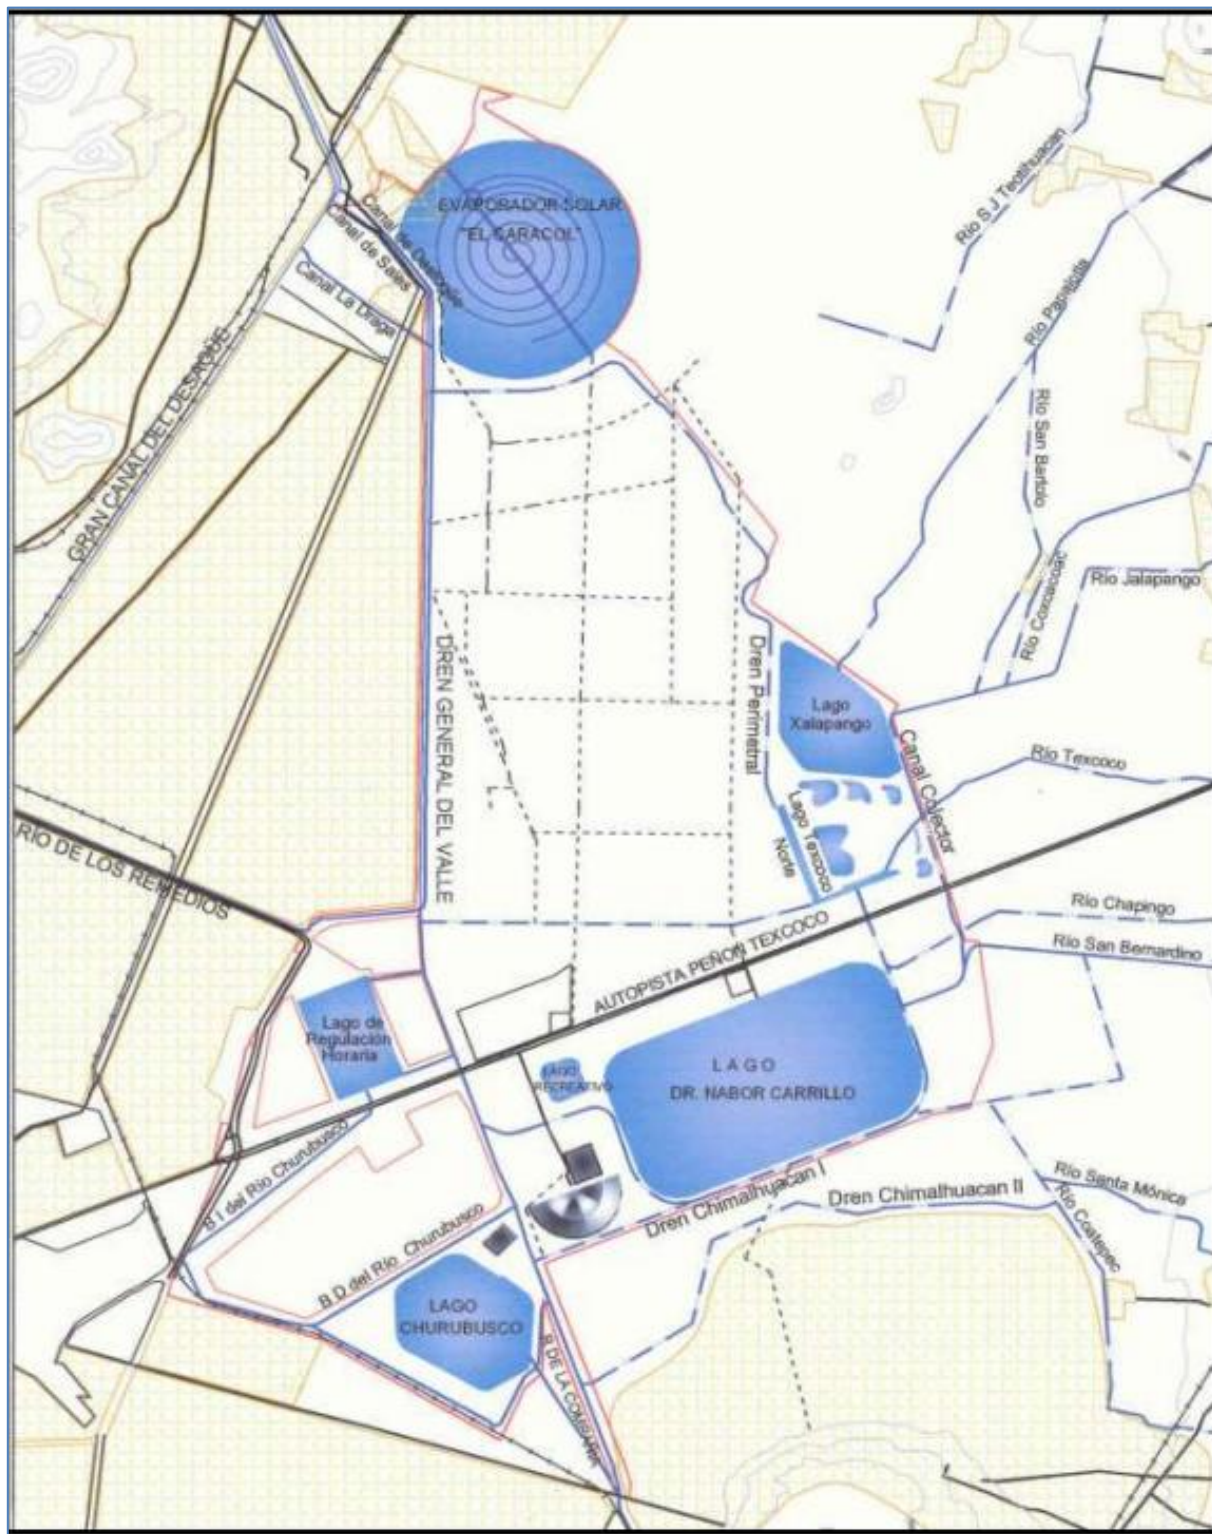 EVAPORADOR SOLAR
"EL CARACOL"
Canal de Desfogue
Canal de Sales
Canal La Draga
GRAN CANAL DEL DESAGUE
Río S J Teotihuacan
Río Papalotla
Río San Bartolo
Río Coxcacoac
Río Jalapango
DREN GENERAL DEL VALLE
Dren Perimetral
Lago
Xalapango
Canal Colector
Río Texcoco
Lago Texcoco
Norte
RÍO DE LOS REMEDIOS
Río Chapingo
Río San Bernardino
AUTOPISTA PEÑON TEXCOCO
Lago de
Regulación
Horaria
LAGO
RECREATIVO
LAGO
DR. NABOR CARRILLO
B I del Río Churubusco
B D del Río Churubusco
Dren Chimalhuacan I
Dren Chimalhuacan II
Río Santa Mónica
Río Coatepec
LAGO
CHURUBUSCO
R DE LA COMPAÑIA